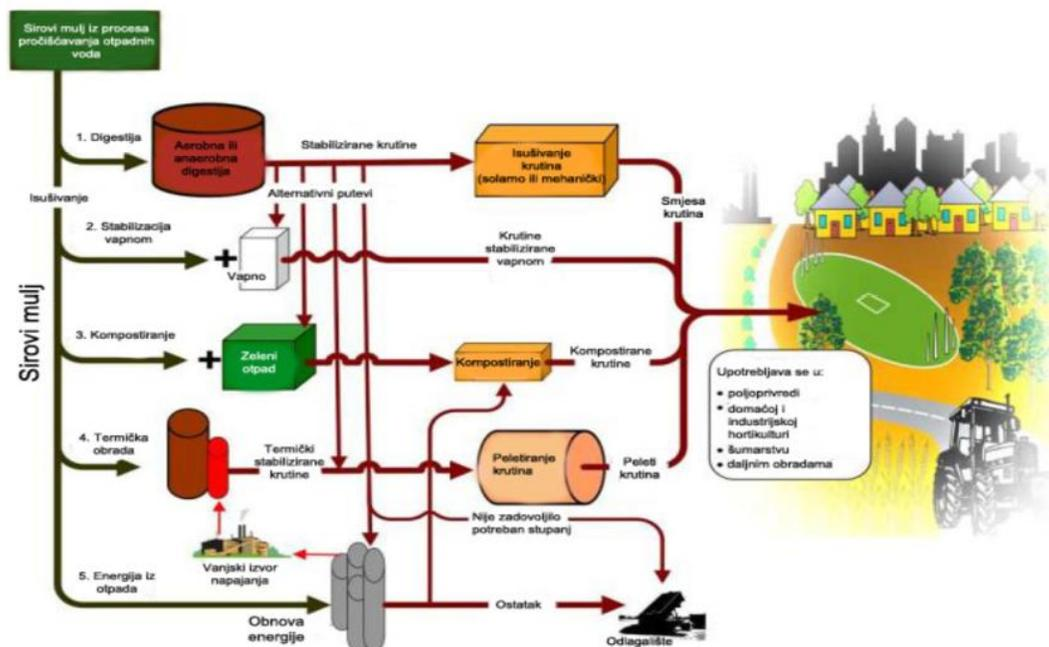 Sirovi mulj iz procesa
pročišćavanja otpadnih
voda
1. Digestija
Aerobna ili
anaerobna
digestija
Stabilizirane krutine
Isušivanje
krutina
(solarno ili mehanički)
Alternativni putevi
Smjesa
krutina
Isušivanje
2. Stabilizacija
vapnom
+
Vapno
Krutine
stabilizirane
vapnom
Sirovi mulj
3. Kompostiranje
+
Zeleni
otpad
Kompostiranje
Kompostirane
krutine
Upotrebljava se u:
• poljoprivredi
• domaćoj i
industrijskoj
hortikulturi
• šumarstvu
• daljnim obradama
4. Termička
obrada
Termički
stabilizirane
krutine
Peletiranje
krutina
Peleti
krutina
Nije zadovoljilo
potreban stupanj
Vanjski izvor
napajanja
5. Energija iz
otpada
Obnova
energije
Ostatak
Odlagalište